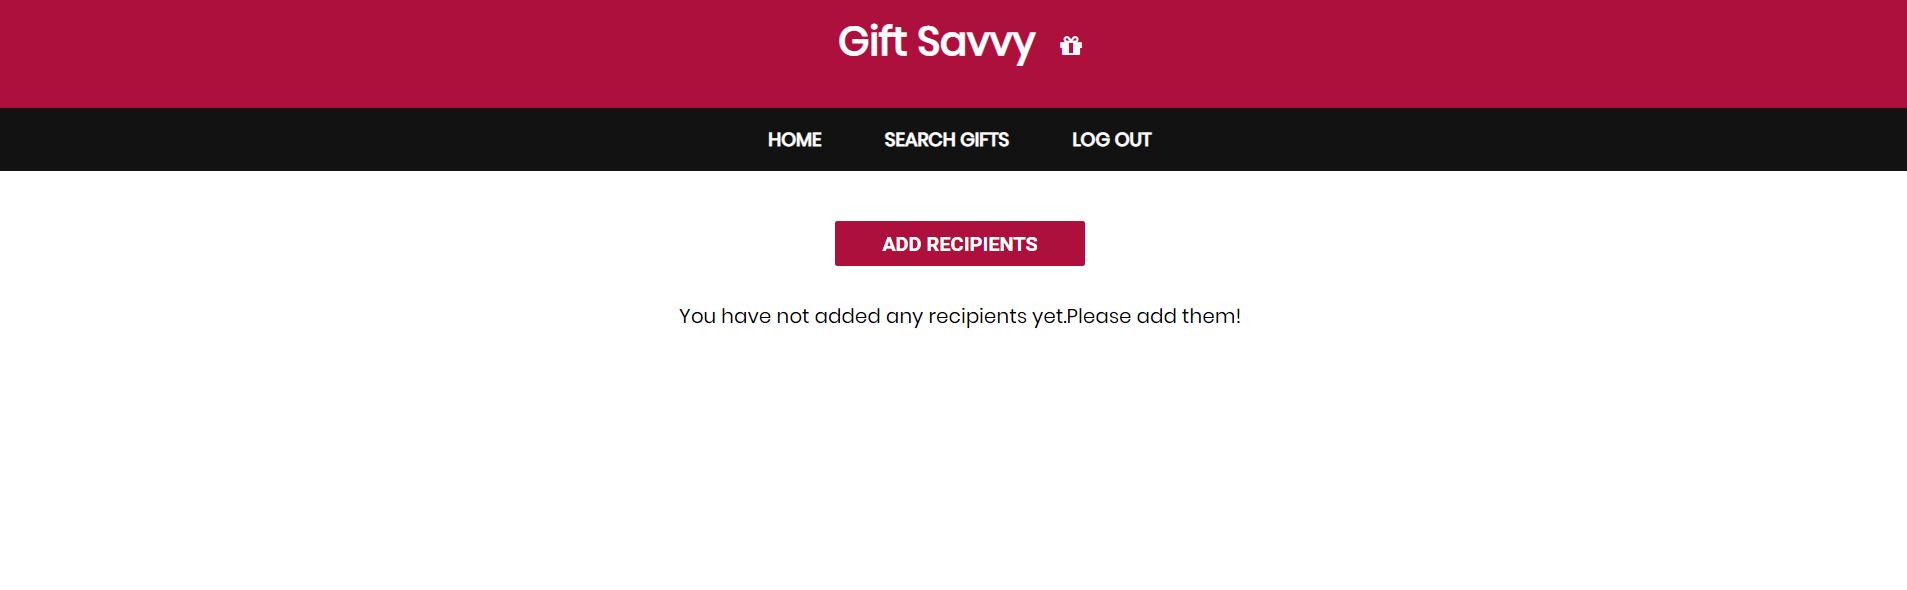 Gift Savvy
HOME SEARCH GIFTS LOG OUT
ADD RECIPIENTS
You have not added any recipients yet.Please add them!